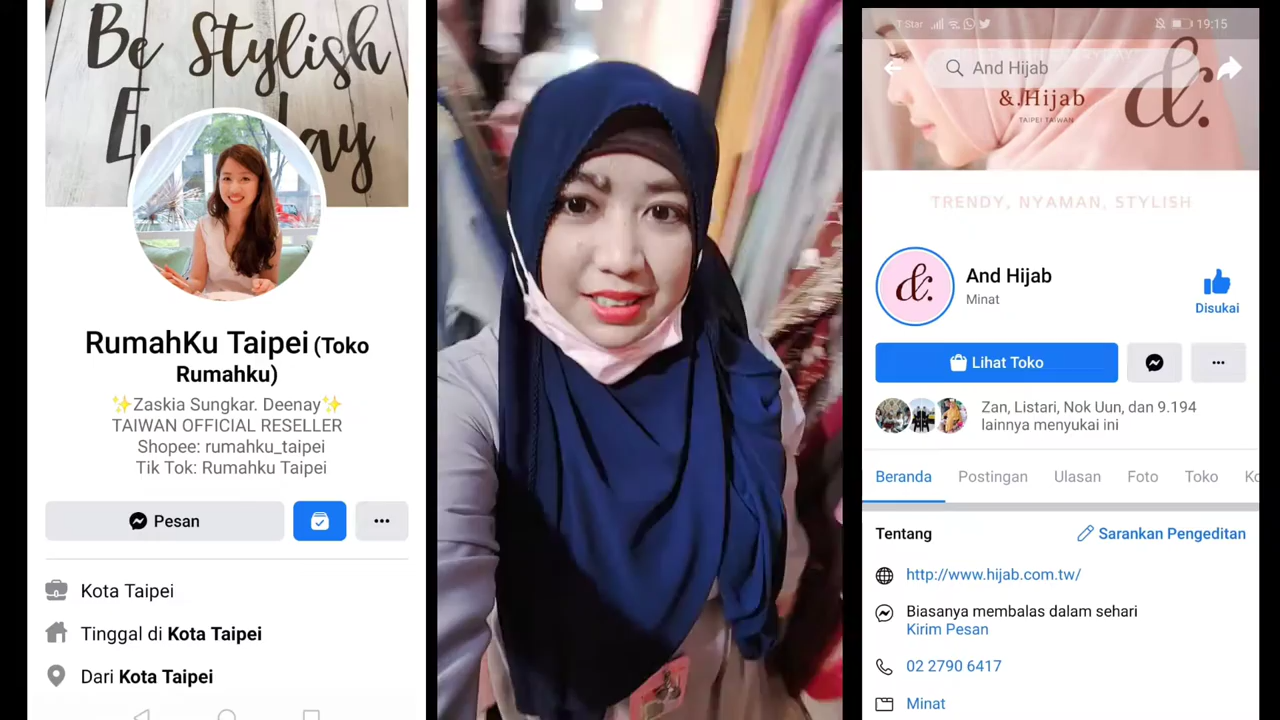 Be Stylish
RumahKu Taipei (Toko
Rumahku)
✨Zaskia Sungkar. Deenay✨
TAIWAN OFFICIAL RESELLER
Shopee: rumahku_taipei
Tik Tok: Rumahku Taipei
Pesan
Kota Taipei
Tinggal di Kota Taipei
Dari Kota Taipei
T Star
19:15
And Hijab
&.
&.Hijab
TAIPEI TAIWAN
TRENDY, NYAMAN, STYLISH
&.
And Hijab
Minat
Disukai
Lihat Toko
Zan, Listari, Nok Uun, dan 9.194
lainnya menyukai ini
Beranda
Postingan
Ulasan
Foto
Toko
Tentang
Sarankan Pengeditan
http://www.hijab.com.tw/
Biasanya membalas dalam sehari
Kirim Pesan
02 2790 6417
Minat